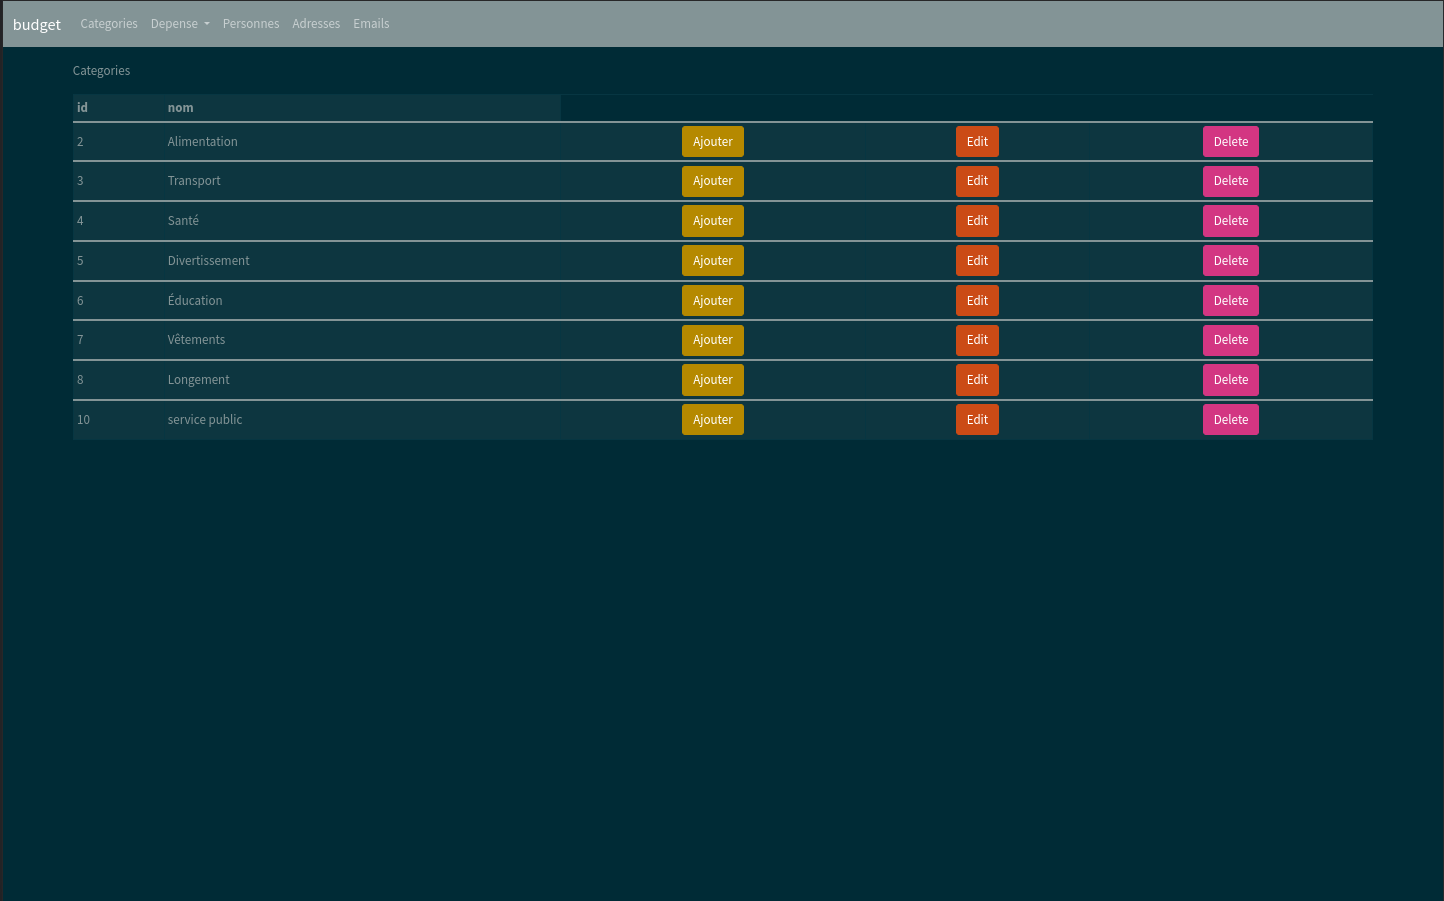 budget Categories Depense Personnes Adresses Emails
Categories
id nom
2 Alimentation Ajouter Edit Delete
3 Transport Ajouter Edit Delete
4 Santé Ajouter Edit Delete
5 Divertissement Ajouter Edit Delete
6 Éducation Ajouter Edit Delete
7 Vêtements Ajouter Edit Delete
8 Longement Ajouter Edit Delete
10 service public Ajouter Edit Delete